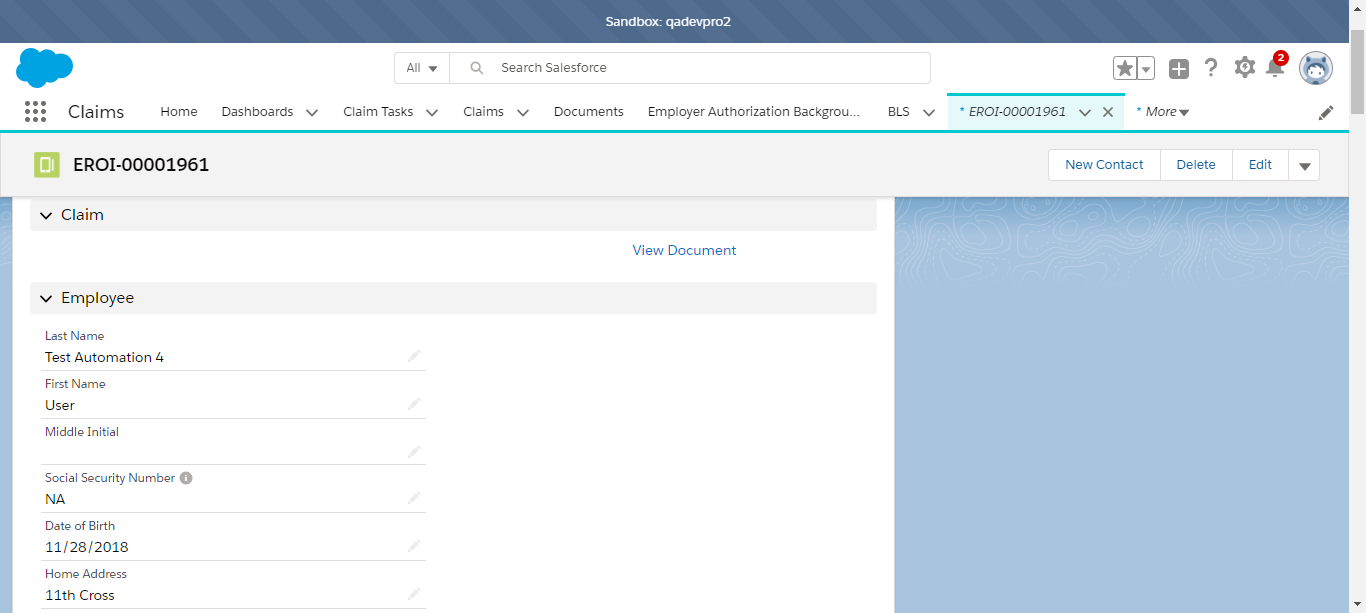 Sandbox: qadevpro2
All Search Salesforce 2
Claims Home Dashboards Claim Tasks Claims Documents Employer Authorization Backgrou... BLS * EROI-00001961 * More
EROI-00001961 New Contact Delete Edit
Claim
View Document
Employee
Last Name
Test Automation 4
First Name
User
Middle Initial
Social Security Number
NA
Date of Birth
11/28/2018
Home Address
11th Cross